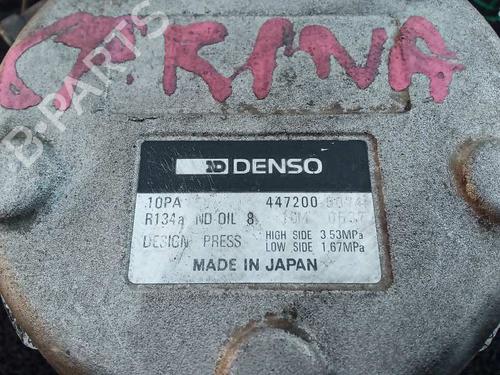 CARINA
B-PARTS
ND DENSO
10PA 447200
R134a ND OIL 8
DESIGN PRESS HIGH SIDE 3.53MPa
LOW SIDE 1.67MPa
MADE IN JAPAN